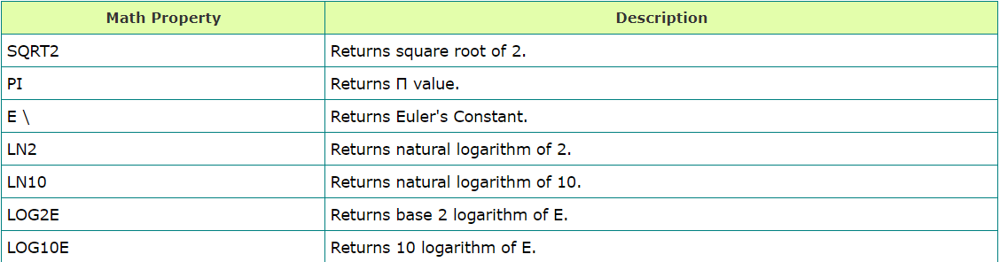 Math Property Description
SQRT2 Returns square root of 2.
PI Returns Π value.
E \ Returns Euler's Constant.
LN2 Returns natural logarithm of 2.
LN10 Returns natural logarithm of 10.
LOG2E Returns base 2 logarithm of E.
LOG10E Returns 10 logarithm of E.